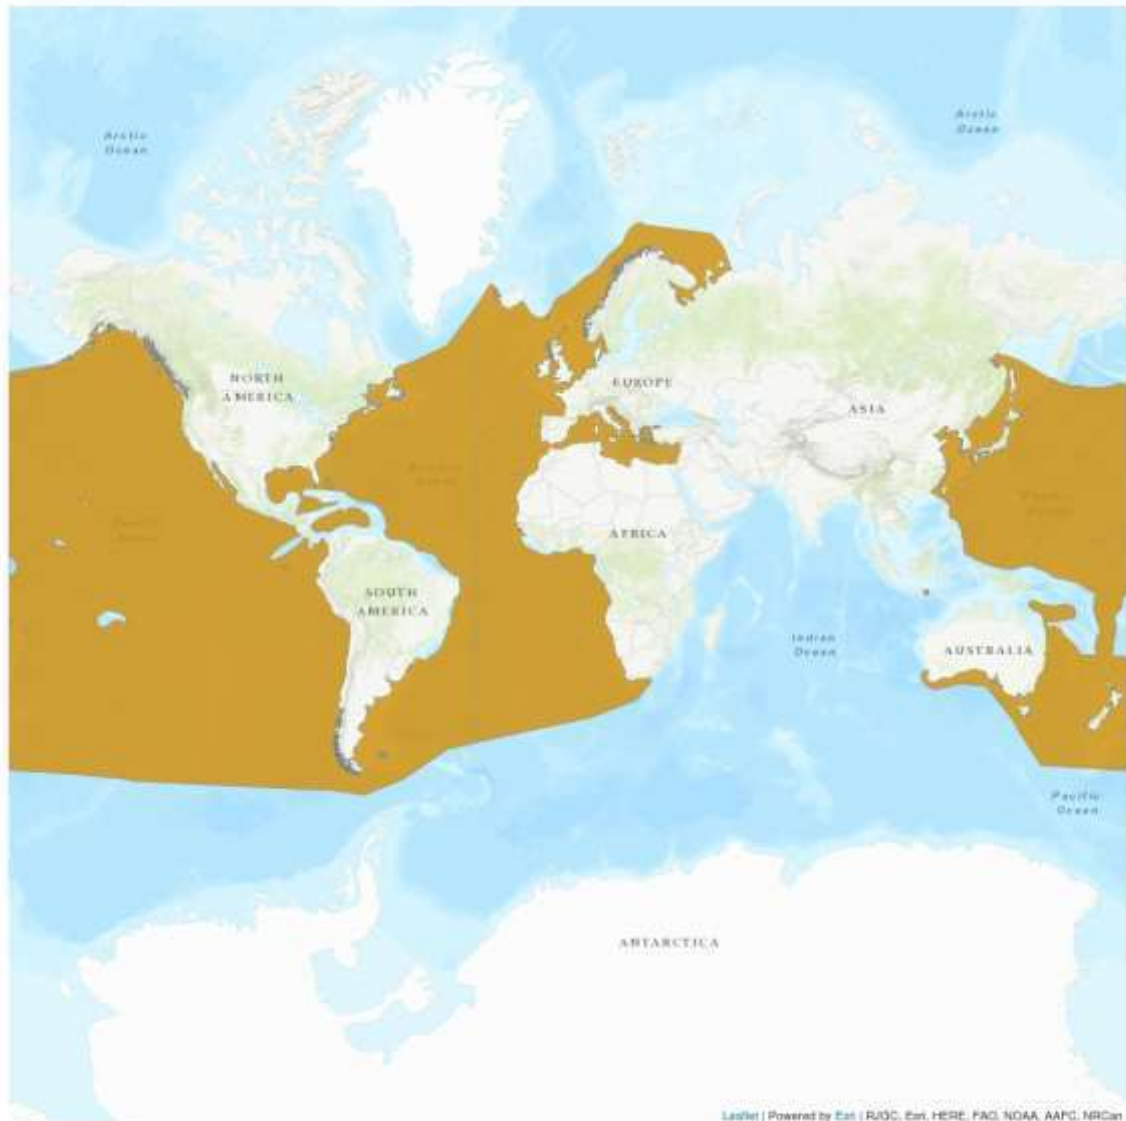 Arctic
Ocean
Arctic
Ocean
NORTH
AMERICA
EUROPE
ASIA
AFRICA
SOUTH
AMERICA
Indian
Ocean
AUSTRALIA
Pacific
Ocean
ANTARCTICA
Leaflet | Powered by Esri | RJGC, Esri, HERE, FAO, NOAA, AAFC, NRCan